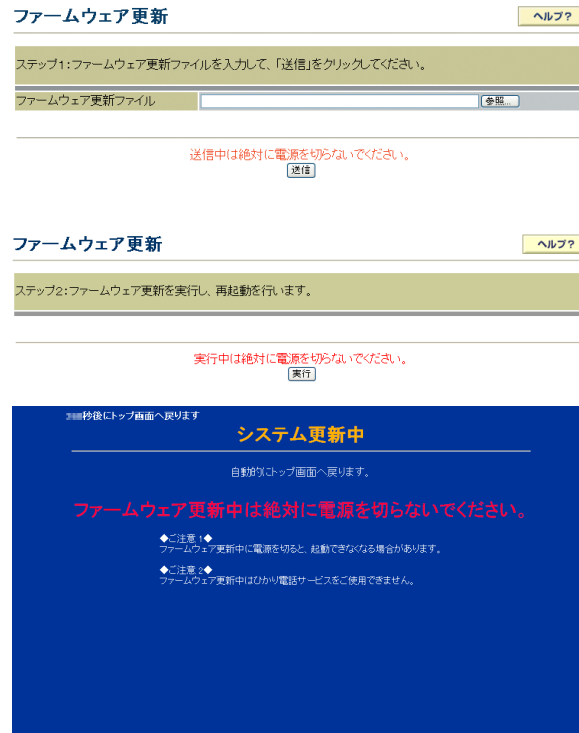 ファームウェア更新
ヘルプ?
ステップ1:ファームウェア更新ファイルを入力して、「送信」をクリックしてください。
ファームウェア更新ファイル
参照...
送信中は絶対に電源を切らないでください。
送信
ファームウェア更新
ヘルプ?
ステップ2:ファームウェア更新を実行し、再起動を行います。
実行中は絶対に電源を切らないでください。
実行
秒後にトップ画面へ戻ります
システム更新中
自動的にトップ画面へ戻ります。
ファームウェア更新中は絶対に電源を切らないでください。
◆ご注意 1◆
ファームウェア更新中に電源を切ると、起動できなくなる場合があります。
◆ご注意 2◆
ファームウェア更新中はひかり電話サービスをご使用できません。